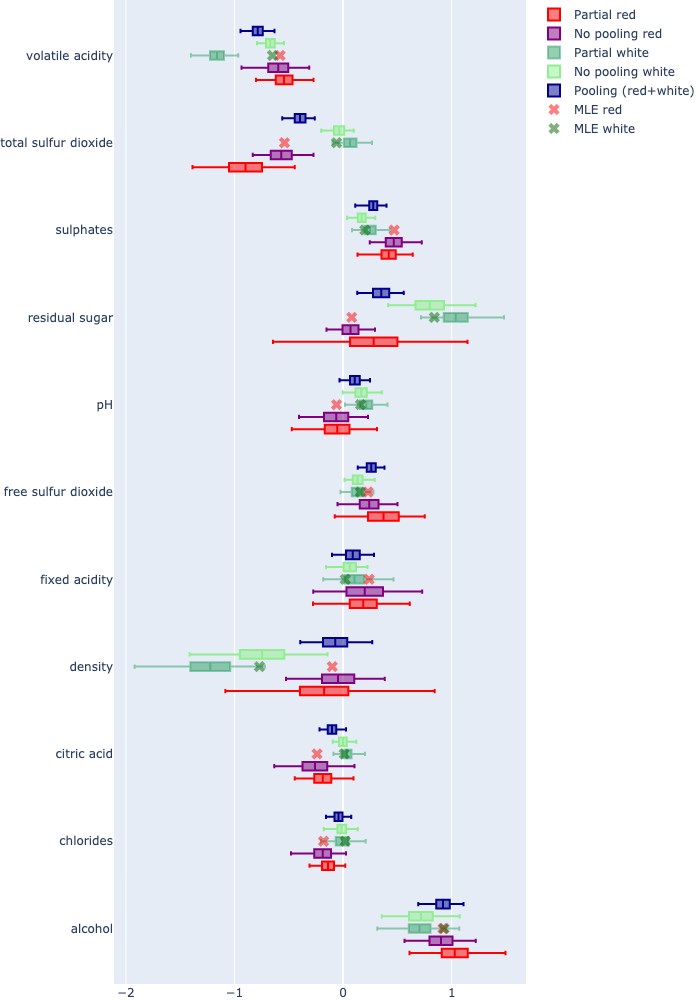 Partial red
No pooling red
Partial white
No pooling white
Pooling (red+white)
MLE red
MLE white
volatile acidity
total sulfur dioxide
sulphates
residual sugar
pH
free sulfur dioxide
fixed acidity
density
citric acid
chlorides
alcohol
−2 −1 0 1